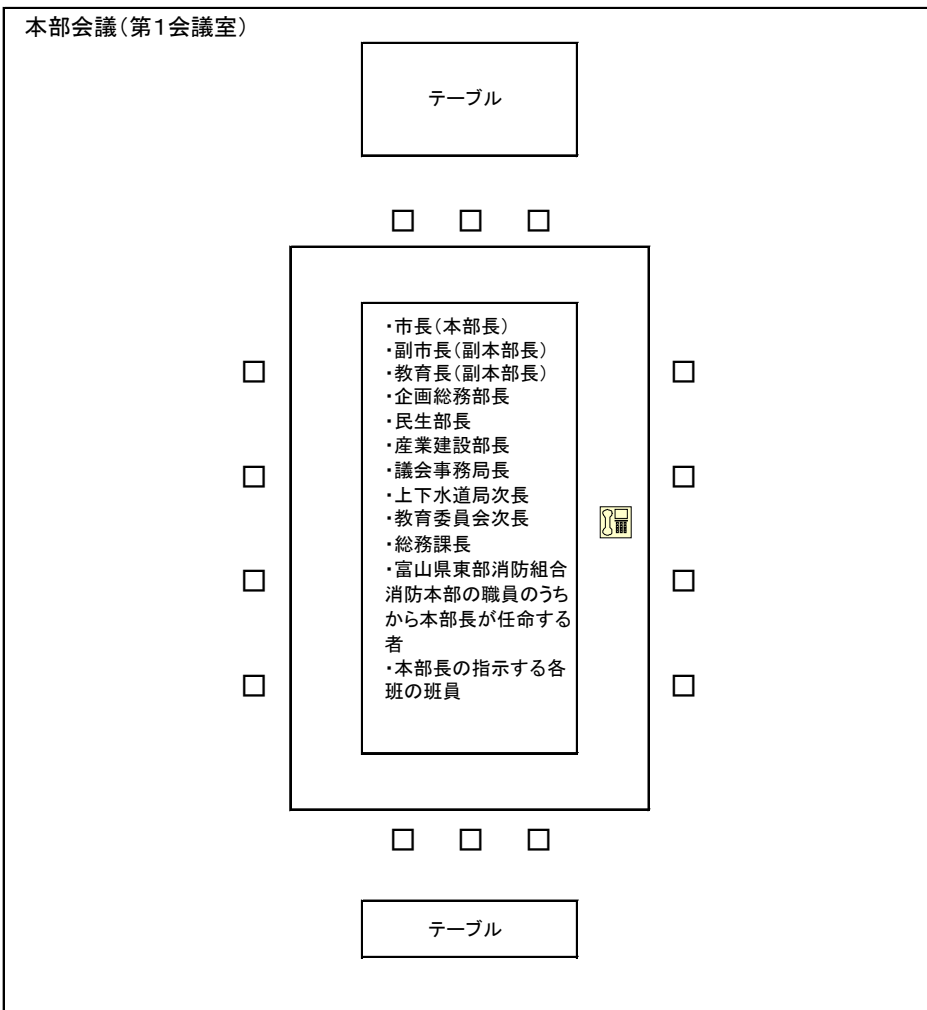 本部会議（第1会議室）
テーブル
・市長（本部長）
・副市長（副本部長）
・教育長（副本部長）
・企画総務部長
・民生部長
・産業建設部長
・議会事務局長
・上下水道局次長
・教育委員会次長
・総務課長
・富山県東部消防組合
消防本部の職員のうち
から本部長が任命する
者
・本部長の指示する各
班の班員
テーブル